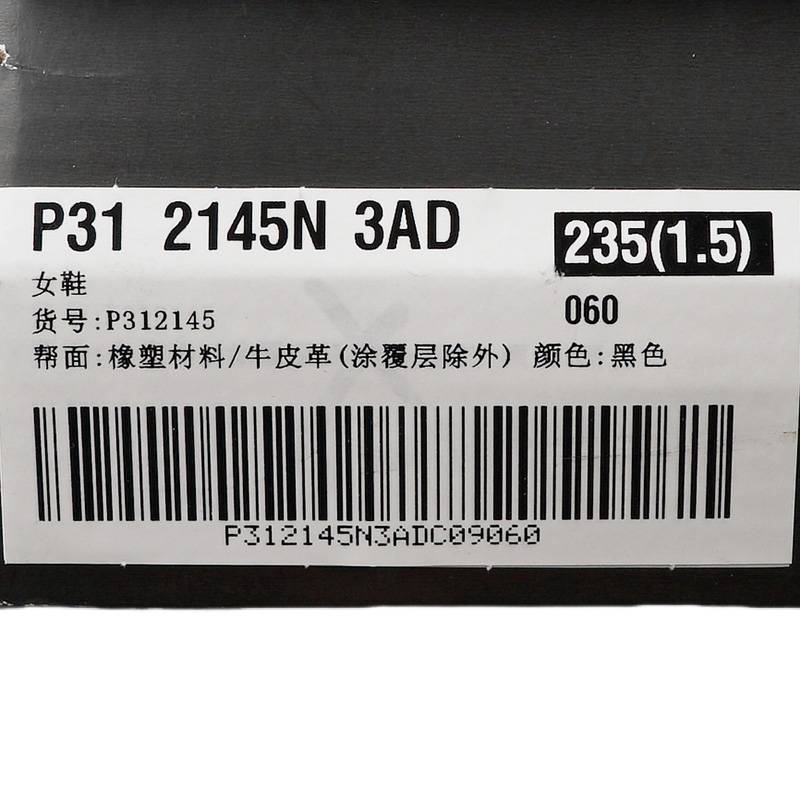 P31 2145N 3AD
235(1.5)
女鞋
货号:P312145
060
帮面:橡塑材料/牛皮革(涂覆层除外) 颜色:黑色
P312145N3ADC09060